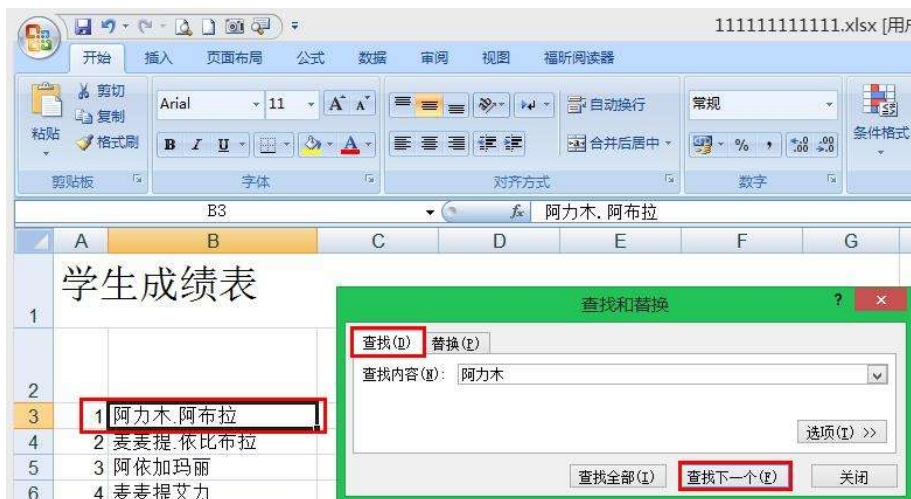 111111111111.xlsx [用户
开始 插入 页面布局 公式 数据 审阅 视图 福昕阅读器
剪切
复制
粘贴
格式刷
Arial 11 A A
B I U A
自动换行
合并后居中
常规
% , .0 .00 .00 .0
条件格式
剪贴板 字体 对齐方式 数字
B3 fx 阿力木.阿布拉
A B C D E F G
1 学生成绩表
2
3 1 阿力木.阿布拉
4 2 麦麦提.依比布拉
5 3 阿依加玛丽
6 4 麦麦提艾力
查找和替换 ? ×
查找(D) 替换(P)
查找内容(N): 阿力木
选项(T) >>
查找全部(I) 查找下一个(F) 关闭